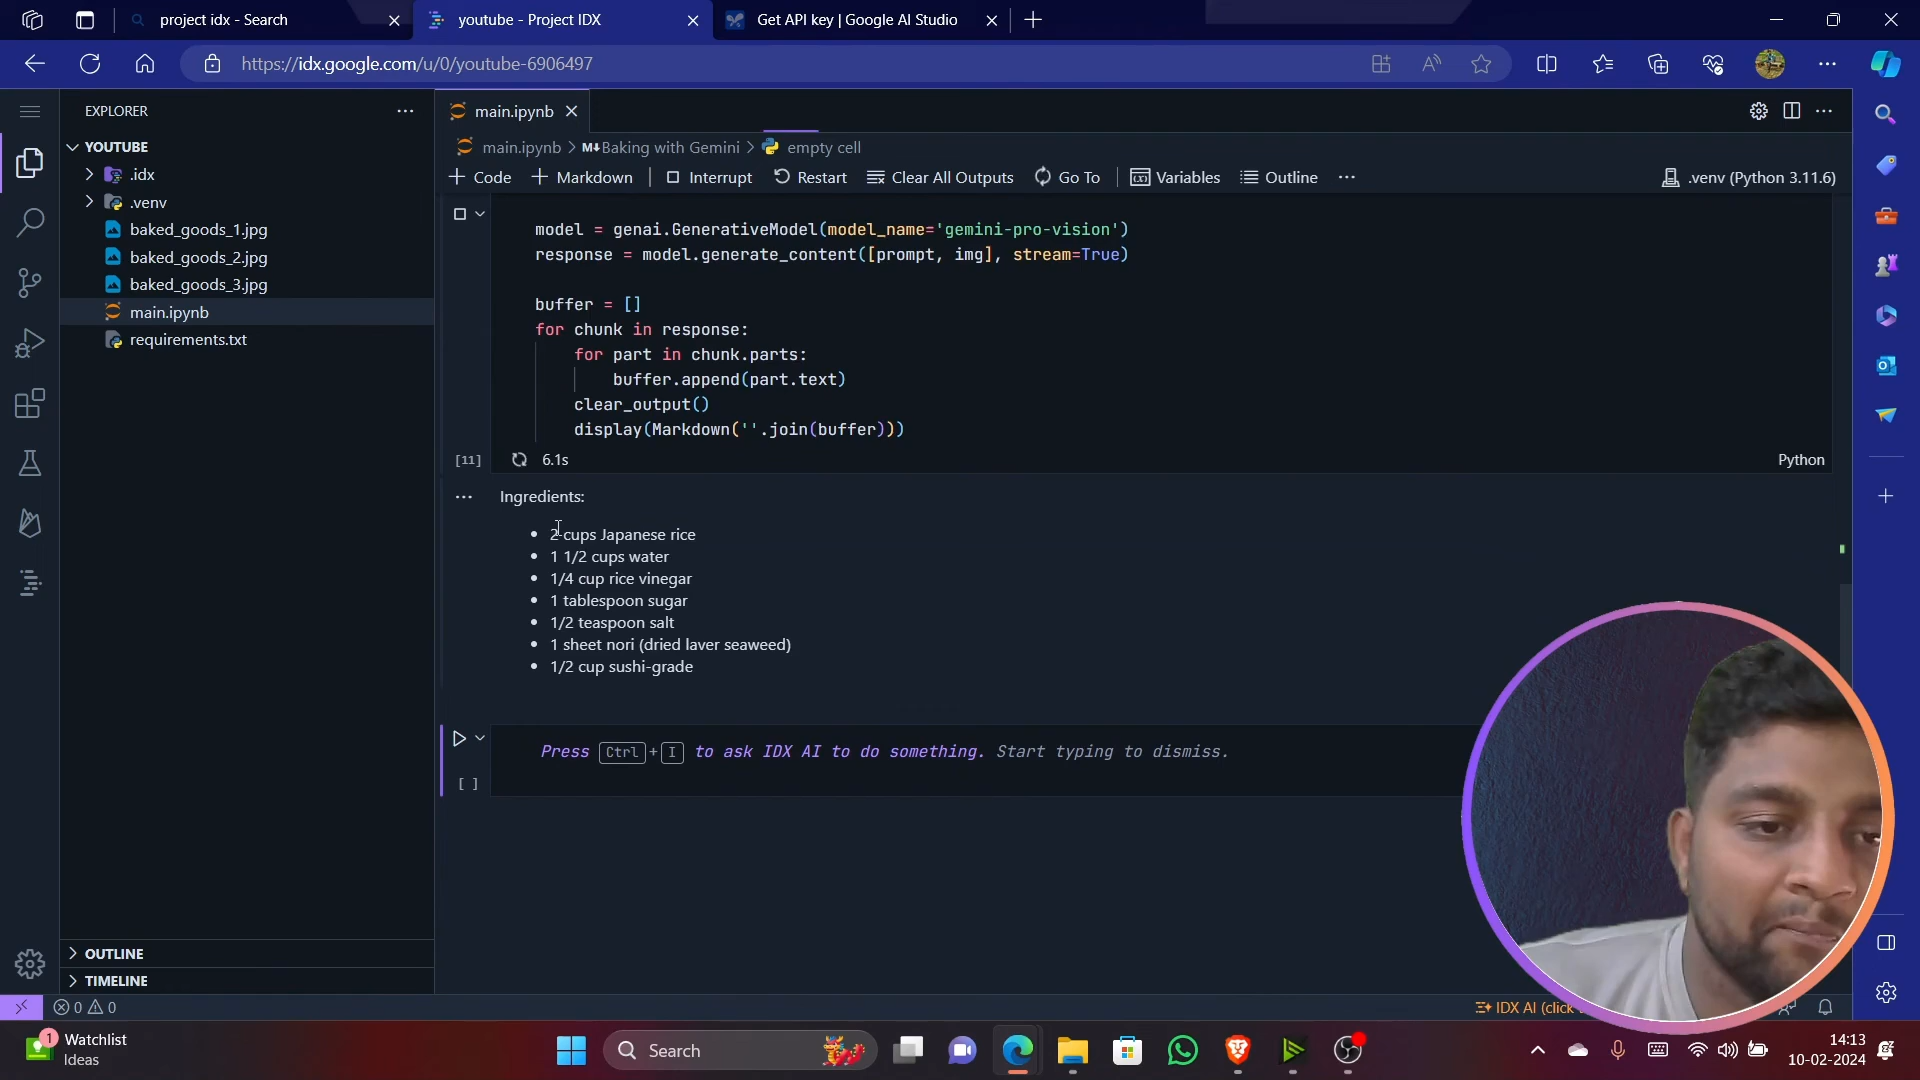 project idx - Search
youtube - Project IDX
Get API key | Google AI Studio
https://idx.google.com/u/0/youtube-6906497
EXPLORER
YOUTUBE
.idx
.venv
baked_goods_1.jpg
baked_goods_2.jpg
baked_goods_3.jpg
main.ipynb
requirements.txt
OUTLINE
TIMELINE
main.ipynb
main.ipynb > M Baking with Gemini > empty cell
+ Code + Markdown | Interrupt Restart Clear All Outputs Go To | Variables Outline ... .venv (Python 3.11.6)
model = genai.GenerativeModel(model_name='gemini-pro-vision')
response = model.generate_content([prompt, img], stream=True)
buffer = []
for chunk in response:
for part in chunk.parts:
buffer.append(part.text)
clear_output()
display(Markdown(''.join(buffer)))
[11] 6.1s Python
Ingredients:
• 2 cups Japanese rice
• 1 1/2 cups water
• 1/4 cup rice vinegar
• 1 tablespoon sugar
• 1/2 teaspoon salt
• 1 sheet nori (dried laver seaweed)
• 1/2 cup sushi-grade
Press Ctrl + I to ask IDX AI to do something. Start typing to dismiss.
[ ]
0 0
IDX AI (click
1
Watchlist
Ideas
Search
14:13
10-02-2024